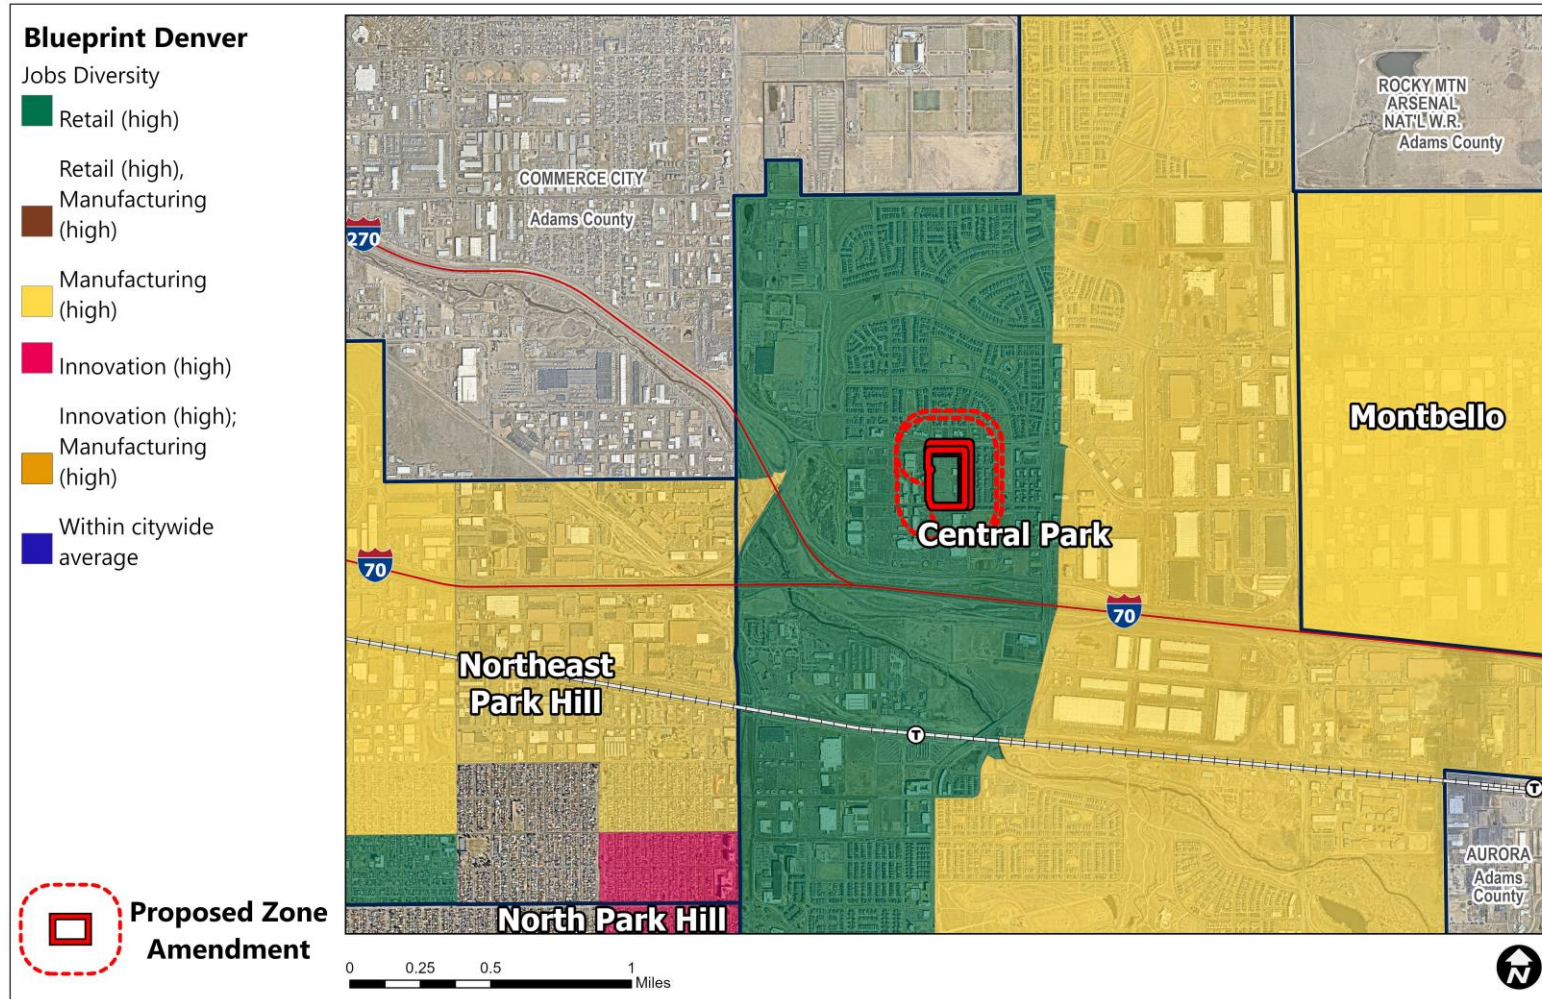 Blueprint Denver
Jobs Diversity
Retail (high)
Retail (high),
Manufacturing
(high)
Manufacturing
(high)
Innovation (high)
Innovation (high);
Manufacturing
(high)
Within citywide
average
Proposed Zone
Amendment
ROCKY MTN
ARSENAL
NAT'L W.R.
Adams County
COMMERCE CITY
Adams County
270
Montbello
Central Park
70
70
Northeast
Park Hill
T
T
AURORA
Adams
County
North Park Hill
0 0.25 0.5 1
Miles
N